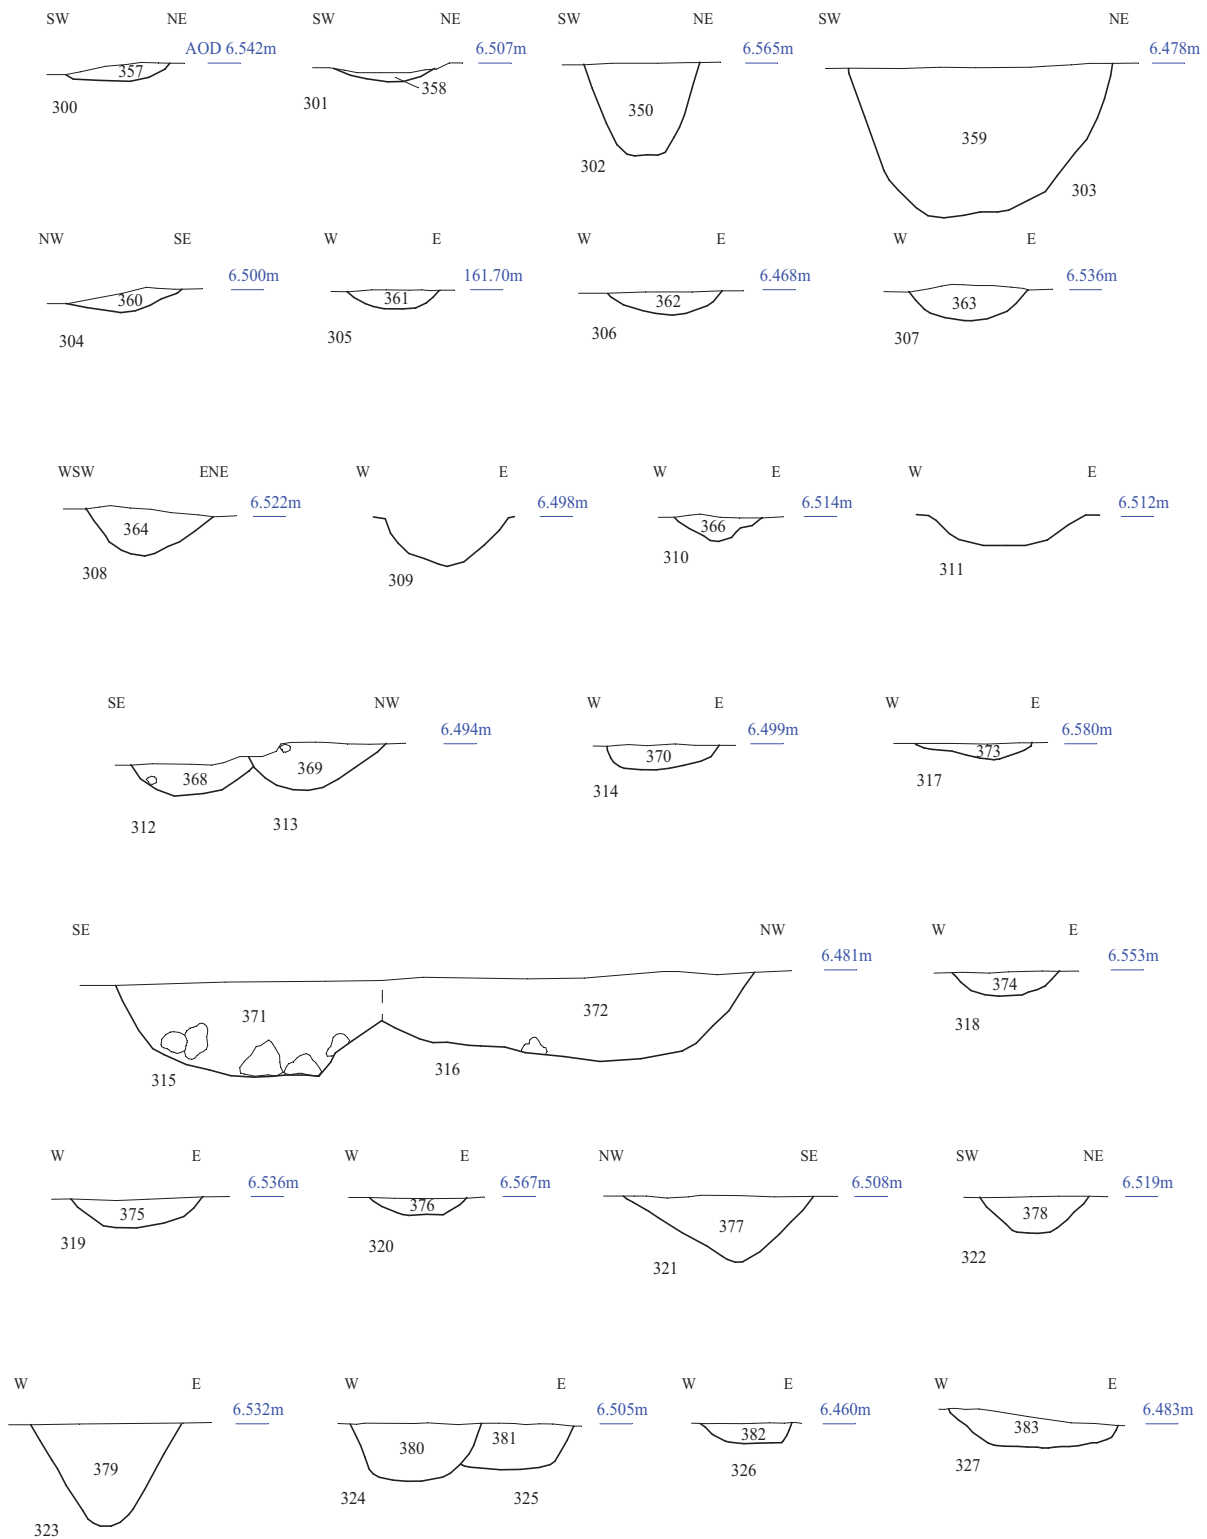 SW NE SW NE SW NE SW NE
AOD 6.542m 6.507m 6.565m 6.478m
357 358 350 359
300 301 302 303
NW SE W E W E W E
6.500m 161.70m 6.468m 6.536m
360 361 362 363
304 305 306 307
WSW ENE W E W E W E
6.522m 6.498m 6.514m 6.512m
364 366
308 309 310 311
SE NW W E W E
6.494m 6.499m 6.580m
368 369 370 373
312 313 314 317
SE NW W E
6.481m 6.553m
371 372 374
315 316 318
W E W E NW SE SW NE
6.536m 6.567m 6.508m 6.519m
375 376 377 378
319 320 321 322
W E W E W E W E
6.532m 6.505m 6.460m 6.483m
379 380 381 382 383
323 324 325 326 327